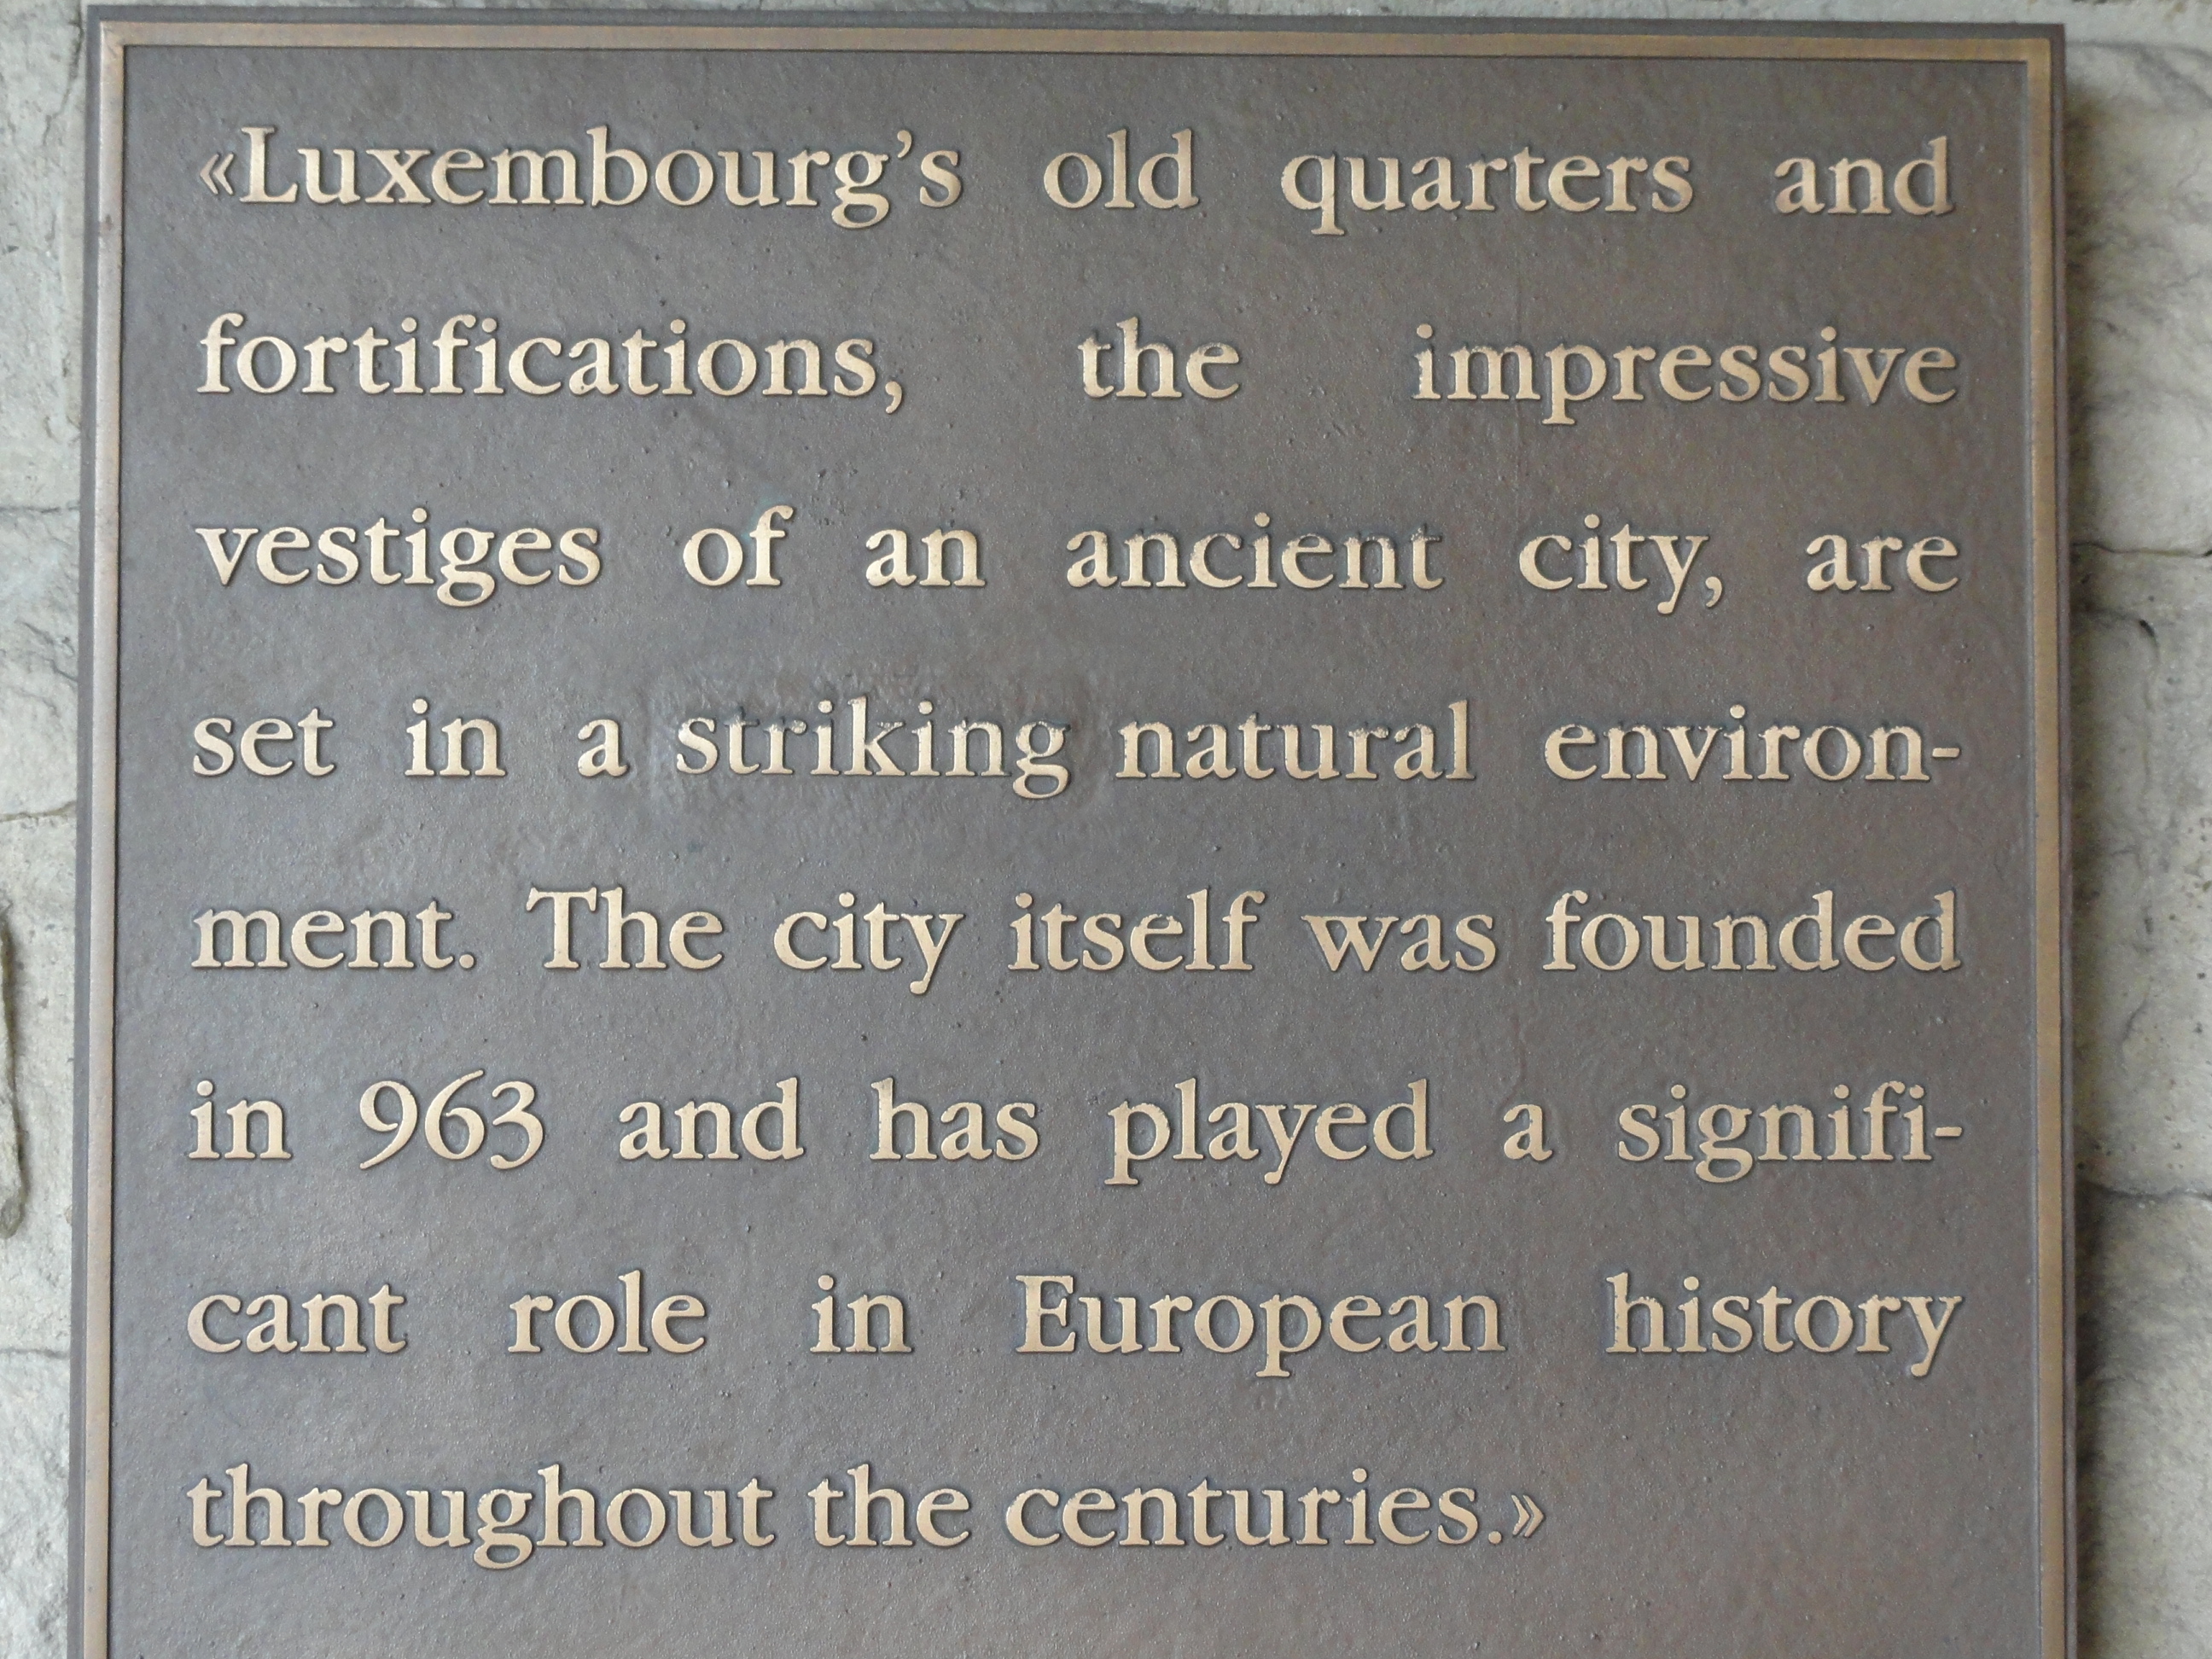 «Luxembourg’s old quarters and
fortifications, the impressive
vestiges of an ancient city, are
set in a striking natural environ-
ment. The city itself was founded
in 963 and has played a signifi-
cant role in European history
throughout the centuries.»